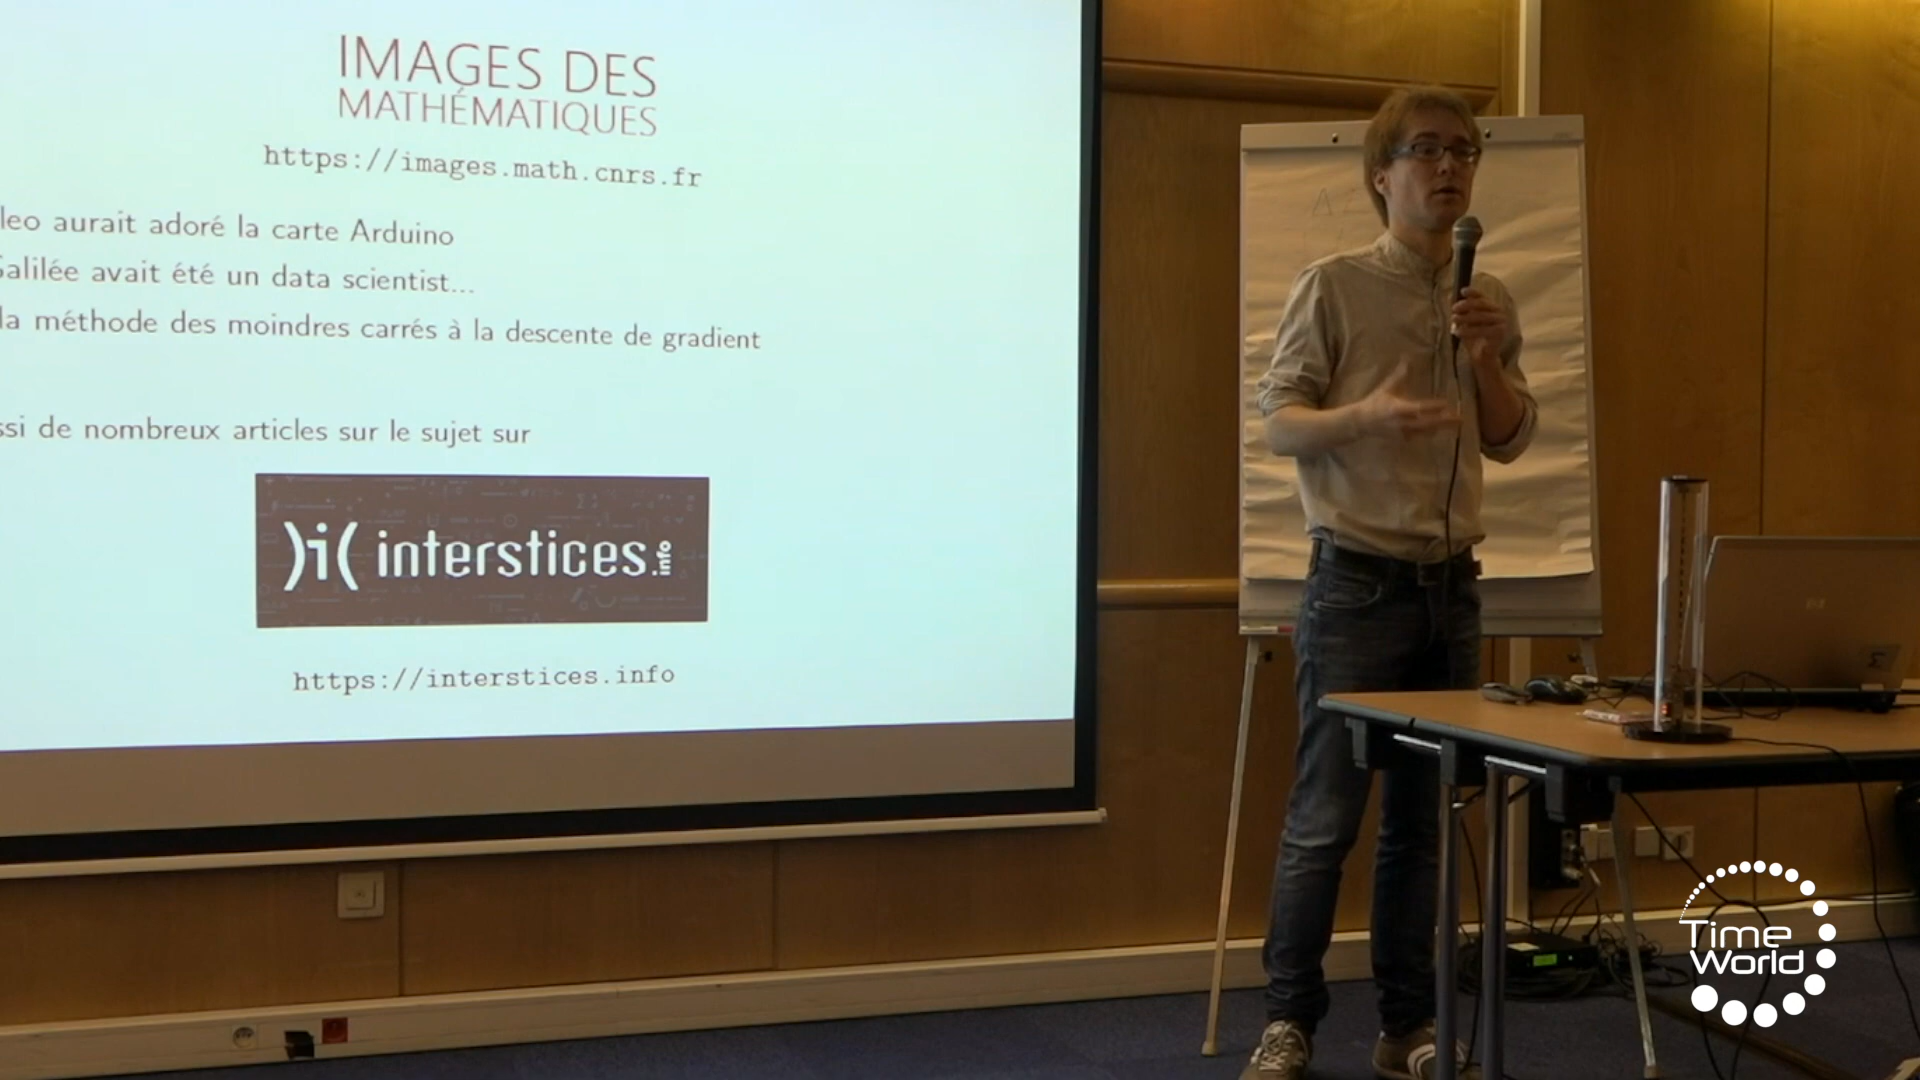 IMAGES DES
MATHÉMATIQUES
https://images.math.cnrs.fr
leo aurait adoré la carte Arduino
Galilée avait été un data scientist...
la méthode des moindres carrés à la descente de gradient
ssi de nombreux articles sur le sujet sur
)i( interstices.info
https://interstices.info
Time
World